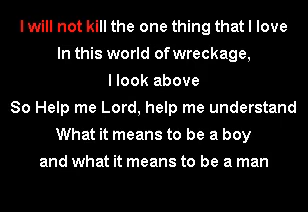 I will not kill the one thing that I love
In this world of wreckage,
I look above
So Help me Lord, help me understand
What it means to be a boy
and what it means to be a man